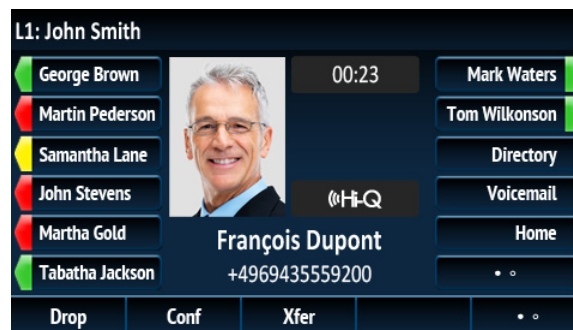 L1: John Smith
George Brown
Martin Pederson
Samantha Lane
John Stevens
Martha Gold
Tabatha Jackson
00:23
Hi-Q
François Dupont
+4969435559200
Mark Waters
Tom Wilkonson
Directory
Voicemail
Home
Drop Conf Xfer